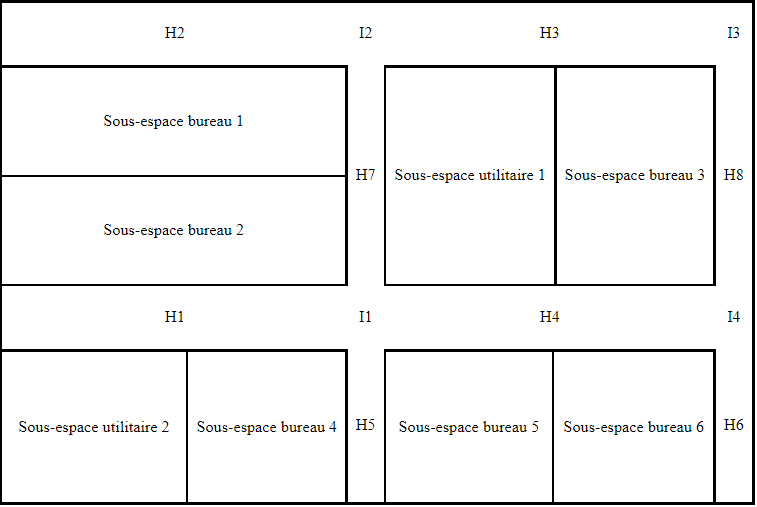 H2 I2 H3 I3
Sous-espace bureau 1
H7 Sous-espace utilitaire 1 Sous-espace bureau 3 H8
Sous-espace bureau 2
H1 I1 H4 I4
Sous-espace utilitaire 2 Sous-espace bureau 4 H5 Sous-espace bureau 5 Sous-espace bureau 6 H6